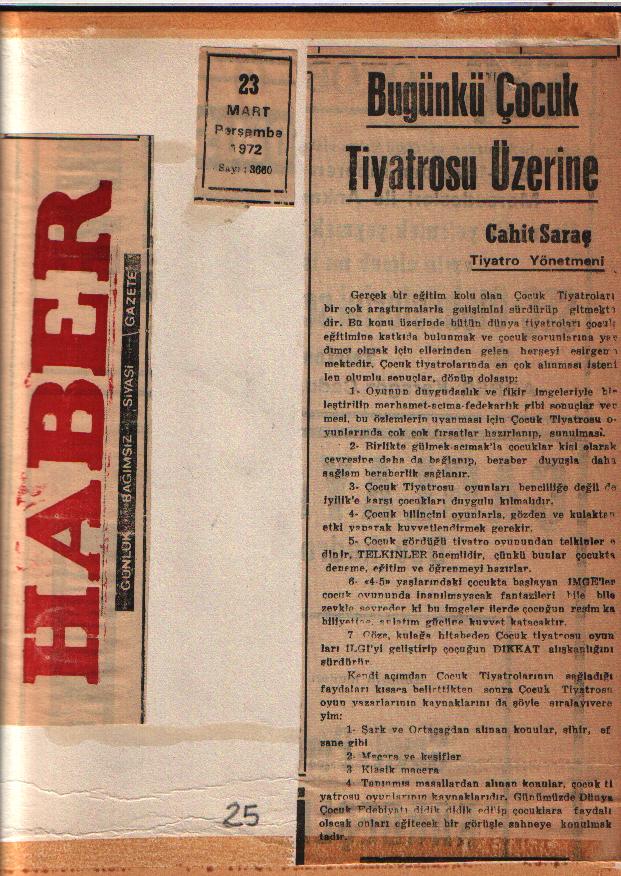 HABER
GÜNLÜK BAĞIMSIZ SİYASİ GAZETE
23
MART
Perşembe
1972
Sayı: 3660
Bugünkü Çocuk
Tiyatrosu Üzerine
Cahit Saraş
Tiyatro Yönetmeni
Gerçek bir eğitim kolu olan Çocuk Tiyatroları
bir çok araştırmalarla gelişimini sürdürüp gitmekt
dir. Bu konu üzerinde bütün dünya tiyatroları çocuk
eğitimine katkıda bulunmak ve çocuk sorunlarına yar
dımcı olmak için ellerinden gelen herşeyi esirgem
mektedir. Çocuk tiyatrolarında en çok alınması isteni
len olumlu sonuçlar, dönüp dolaşıp:
1- Oyunun duygudaşlık ve fikir imgeleriyle bir
leştirilip merhamet-acıma-fedekarlık gibi sonuçlar ver
mesi, bu özlemlerin uyanması için Çocuk Tiyatrosu o-
yunlarında çok çok fırsatlar hazırlanıp, sunulması.
2- Birlikte gülmek-acımak'la çocuklar kişi olarak
çevresine daha da bağlanıp, beraber duyuşla daha
sağlam beraberlik sağlanır.
3- Çocuk Tiyatrosu oyunları bencilliğe değil de
iyilik'e karşı çocukları duygulu kılmalıdır.
4- Çocuk bilincini oyunlarla, gözden ve kulaktan
etki yaparak kuvvetlendirmek gerekir.
5- Çocuk gördüğü tiyatro oyunundan telkinler e
dinir, TELKİNLER önemlidir, çünkü bunlar çocukta
deneme, eğitim ve öğrenmeyi hazırlar.
6- «4-5» yaşlarındaki çocukta başlayan İMGE'ler
çocuk oyununda inanılmayacak fantazileri bile bile
zevkle seyreder ki bu imgeler ilerde çocuğun resim ka
biliyetine, anlatım gücüne kuvvet katacaktır.
7 Göze, kulağa hitabeden Çocuk tiyatrosu oyun
ları İLGİ'yi geliştirip çocuğun DİKKAT alışkanlığını
sürdürür.
Kendi açımdan Çocuk Tiyatrolarının sağladığı
faydaları kısaca belirttikten sonra Çocuk Tiyatrosu
oyun yazarlarının kaynaklarını da şöyle sıralayıvere
yim:
1- Şark ve Ortaçağdan alınan konular, sihir, ef
sane gibi
2- Macera ve keşifler
3 Klasik macera
4 Tanınmış masallardan alınan konular, çocuk ti
yatrosu oyunlarının kaynaklarıdır. Günümüzde Dünya
Çocuk Edebiyatı didik didik edilip çocuklara faydalı
olacak onları eğitecek bir görüşle sahneye konulmak
tadır.
25